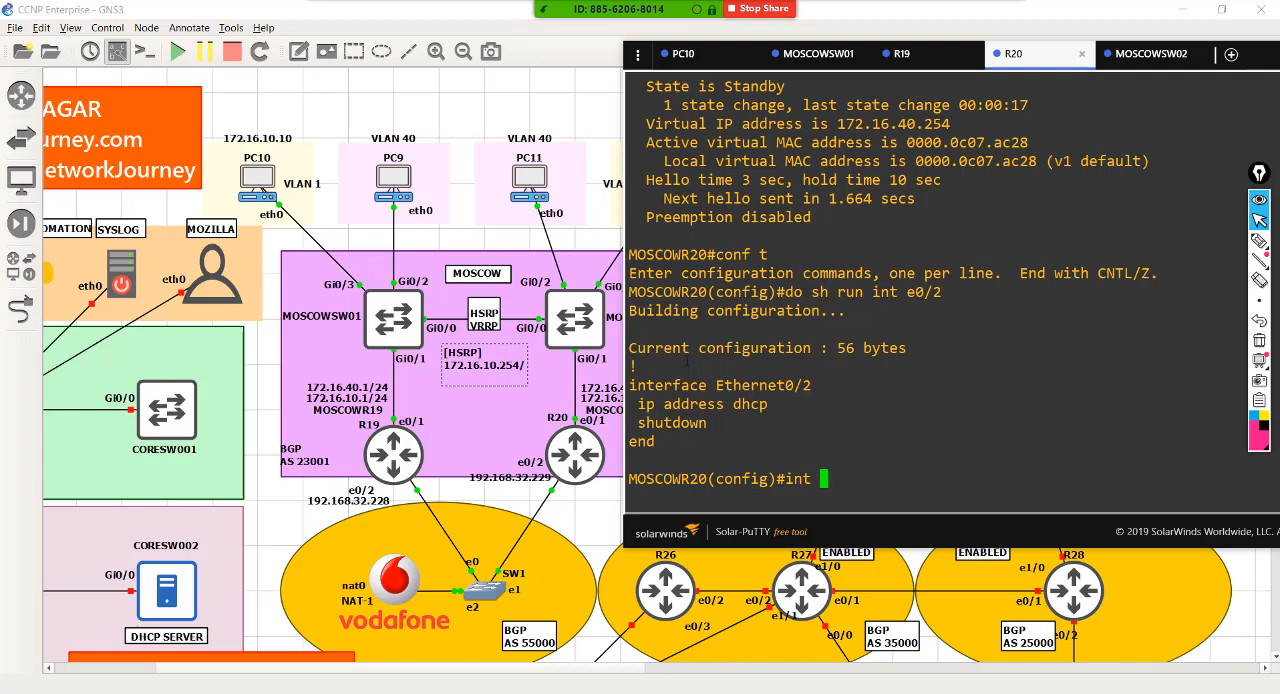 CCNP Enterprise - GNS3
ID: 885-6206-8014
Stop Share
File Edit View Control Node Annotate Tools Help
PC10
MOSCOWSW01
R19
R20
MOSCOWSW02
State is Standby
1 state change, last state change 00:00:17
Virtual IP address is 172.16.40.254
Active virtual MAC address is 0000.0c07.ac28
Local virtual MAC address is 0000.0c07.ac28 (v1 default)
Hello time 3 sec, hold time 10 sec
Next hello sent in 1.664 secs
Preemption disabled
MOSCOWR20#conf t
Enter configuration commands, one per line.  End with CNTL/Z.
MOSCOWR20(config)#do sh run int e0/2
Building configuration...
Current configuration : 56 bytes
!
interface Ethernet0/2
ip address dhcp
shutdown
end
MOSCOWR20(config)#int
solarwinds
Solar-PuTTY free tool
© 2019 SolarWinds Worldwide, LLC.
AGAR
urney.com
etworkJourney
172.16.10.10
PC10
VLAN 1
eth0
VLAN 40
PC9
eth0
VLAN 40
PC11
eth0
OMATION
SYSLOG
MOZILLA
eth0
eth0
MOSCOW
Gi0/3
Gi0/2
Gi0/2
MOSCOWSW01
HSRP
VRRP
Gi0/0
Gi0/0
[HSRP]
172.16.10.254/
Gi0/1
Gi0/1
172.16.40.1/24
172.16.10.1/24
MOSCOWR19
R19
e0/1
R20
e0/1
BGP
AS 23001
e0/2
192.168.32.228
e0/2
192.168.32.229
Gi0/0
CORESW001
CORESW002
Gi0/0
DHCP SERVER
nat0
NAT-1
vodafone
e0
SW1
e1
e2
BGP
AS 55000
R26
e0/2
e0/3
R27
ENABLED
e1/0
e0/2
e1/1
e0/1
e0/0
BGP
AS 35000
ENABLED
R28
e1/0
e0/1
e0/2
BGP
AS 25000